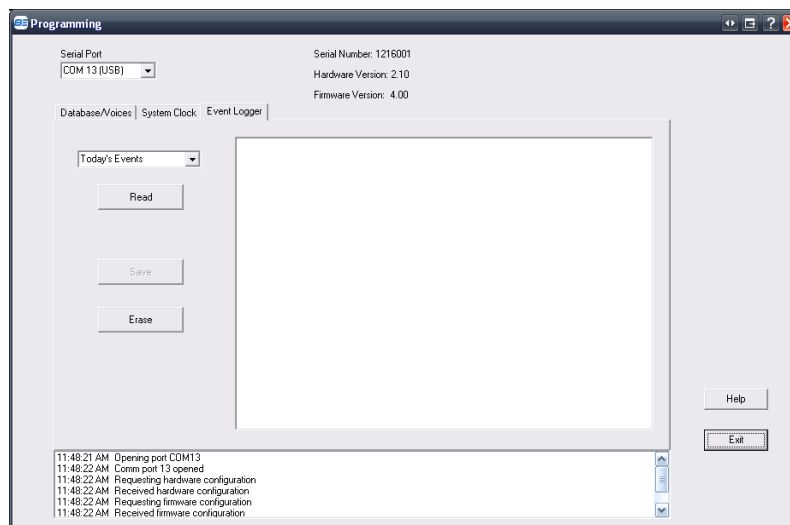 Programming
Serial Port
COM 13 (USB)
Serial Number: 1216001
Hardware Version: 2.10
Firmware Version: 4.00
Database/Voices
System Clock
Event Logger
Today's Events
Read
Save
Erase
Help
Exit
11:48:21 AM Opening port COM13
11:48:22 AM Comm port 13 opened
11:48:22 AM Requesting hardware configuration
11:48:22 AM Received hardware configuration
11:48:22 AM Requesting firmware configuration
11:48:22 AM Received firmware configuration